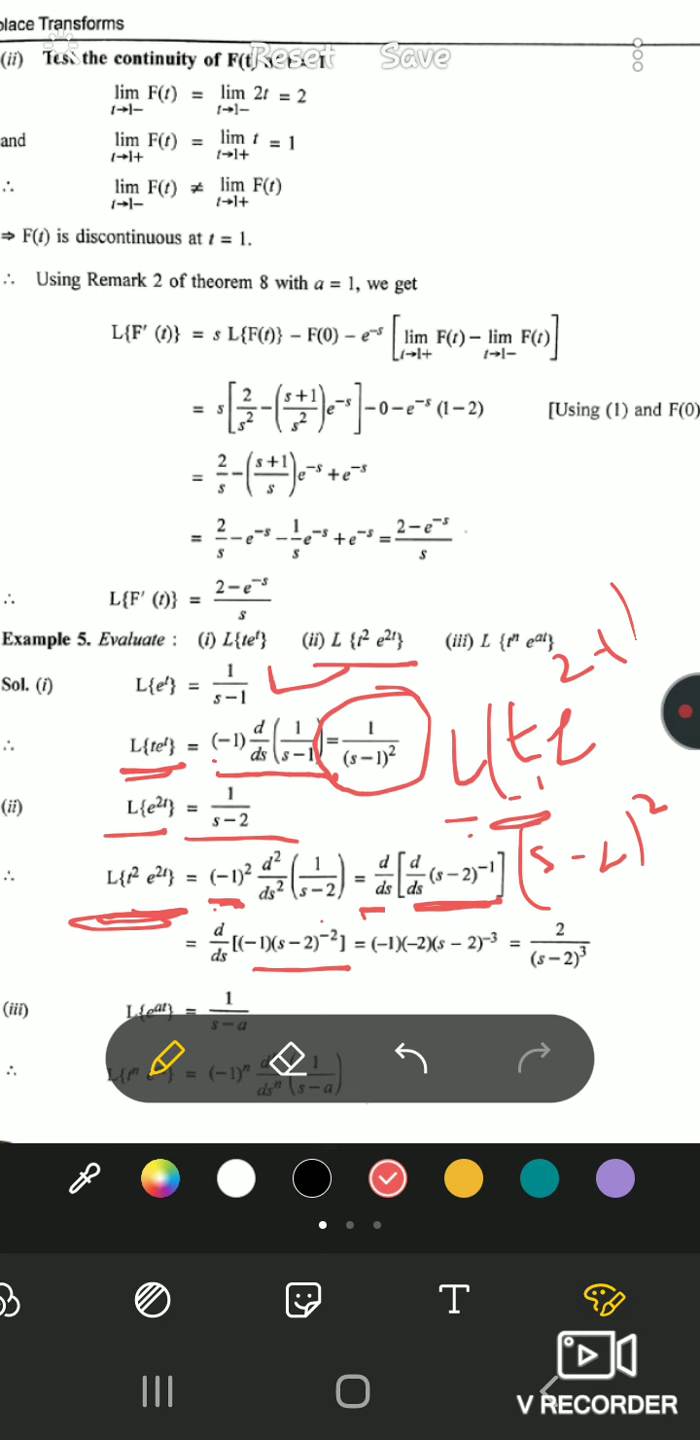 place Transforms
Reset Save
(ii) Test the continuity of F(t)
lim t→1− F(t) = lim t→1− 2t = 2
and lim t→1+ F(t) = lim t→1+ t = 1
∴ lim t→1− F(t) ≠ lim t→1+ F(t)
⇒ F(t) is discontinuous at t = 1.
∴ Using Remark 2 of theorem 8 with a = 1, we get
L{F′ (t)} = s L{F(t)} − F(0) − e^−s [lim t→1+ F(t) − lim t→1− F(t)]
= s[2/s² − ((s+1)/s²)e^−s] − 0 − e^−s (1−2) [Using (1) and F(0)
= 2/s − ((s+1)/s)e^−s + e^−s
= 2/s − e^−s − 1/s e^−s + e^−s = (2−e^−s)/s
∴ L{F′ (t)} = (2−e^−s)/s
Example 5. Evaluate : (i) L{te^t} (ii) L {t² e^2t} (iii) L {t^n e^at}
Sol. (i) L{e^t} = 1/(s−1)
∴ L{te^t} = (−1) d/ds (1/(s−1)) = 1/(s−1)²
(ii) L{e^2t} = 1/(s−2)
∴ L{t² e^2t} = (−1)² d²/ds² (1/(s−2)) = d/ds [d/ds (s−2)^−1]
= d/ds [(−1)(s−2)^−2] = (−1)(−2)(s − 2)^−3 = 2/(s−2)³
(iii) L{e^at} = 1/(s−a)
∴ = (−1)^n d/ds^n (1/(s−a))
T
V RECORDER